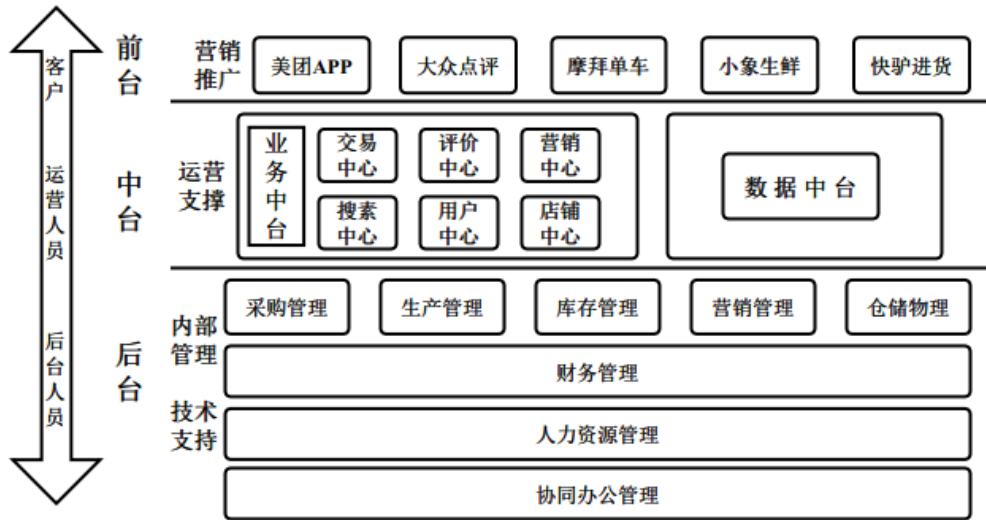 客户
运营人员
后台人员
前台
营销
推广
美团APP
大众点评
摩拜单车
小象生鲜
快驴进货
中台
运营
支撑
业务中台
交易
中心
评价
中心
营销
中心
搜素
中心
用户
中心
店铺
中心
数据中台
后台
内部
管理
技术
支持
采购管理
生产管理
库存管理
营销管理
仓储物理
财务管理
人力资源管理
协同办公管理